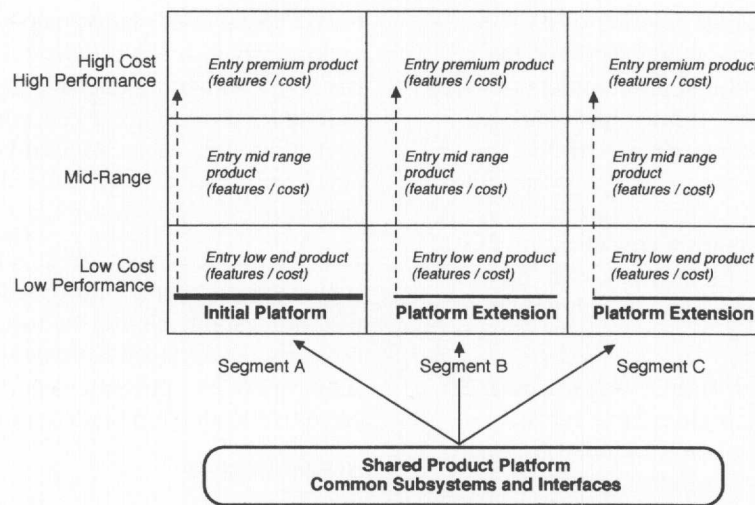 High Cost
High Performance
Entry premium product
(features / cost)
Entry premium product
(features / cost)
Entry premium product
(features / cost)
Mid-Range
Entry mid range
product
(features / cost)
Entry mid range
product
(features / cost)
Entry mid range
product
(features / cost)
Low Cost
Low Performance
Entry low end product
(features / cost)
Entry low end product
(features / cost)
Entry low end product
(features / cost)
Initial Platform
Platform Extension
Platform Extension
Segment A
Segment B
Segment C
Shared Product Platform
Common Subsystems and Interfaces